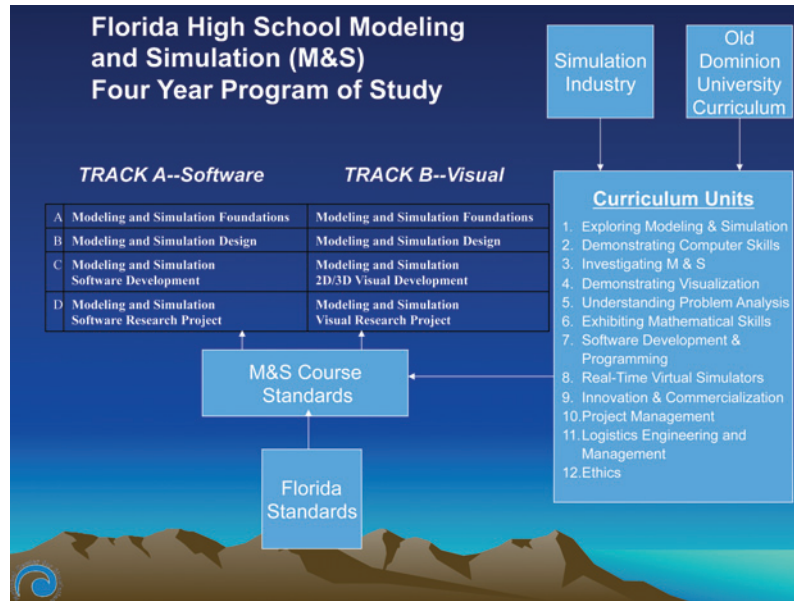 Florida High School Modeling
and Simulation (M&S)
Four Year Program of Study
Simulation
Industry
Old
Dominion
University
Curriculum
TRACK A--Software
TRACK B--Visual
A Modeling and Simulation Foundations Modeling and Simulation Foundations
B Modeling and Simulation Design Modeling and Simulation Design
C Modeling and Simulation
Software Development
Modeling and Simulation
2D/3D Visual Development
D Modeling and Simulation
Software Research Project
Modeling and Simulation
Visual Research Project
M&S Course
Standards
Florida
Standards
Curriculum Units
1. Exploring Modeling & Simulation
2. Demonstrating Computer Skills
3. Investigating M & S
4. Demonstrating Visualization
5. Understanding Problem Analysis
6. Exhibiting Mathematical Skills
7. Software Development &
Programming
8. Real-Time Virtual Simulators
9. Innovation & Commercialization
10.Project Management
11.Logistics Engineering and
Management
12.Ethics